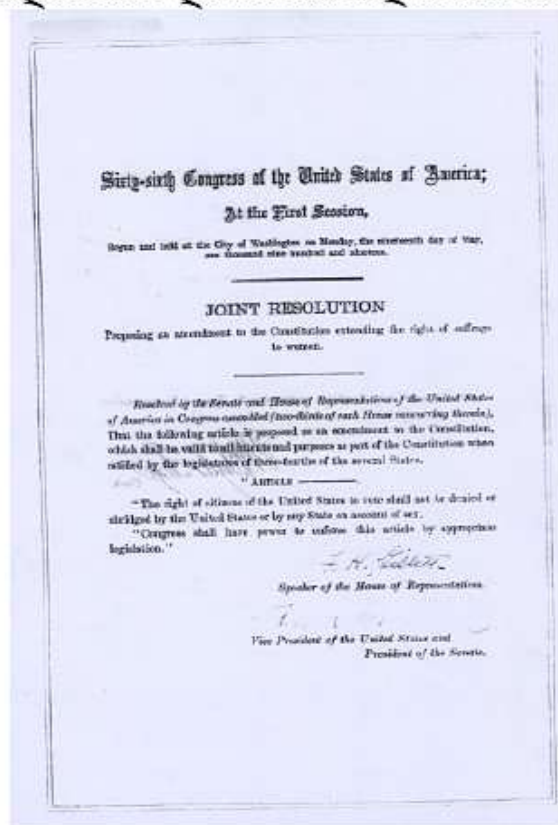 Sixty-sixth Congress of the United States of America;
At the First Session,
Begun and held at the City of Washington on Monday, the nineteenth day of May,
one thousand nine hundred and nineteen.
JOINT RESOLUTION
Proposing an amendment to the Constitution extending the right of suffrage
to women.
Resolved by the Senate and House of Representatives of the United States
of America in Congress assembled (two-thirds of each House concurring therein),
That the following article is proposed as an amendment to the Constitution,
which shall be valid to all intents and purposes as part of the Constitution when
ratified by the legislatures of three-fourths of the several States.
"ARTICLE ———.
"The right of citizens of the United States to vote shall not be denied or
abridged by the United States or by any State on account of sex.
"Congress shall have power to enforce this article by appropriate
legislation."
Speaker of the House of Representatives.
Vice President of the United States and
President of the Senate.